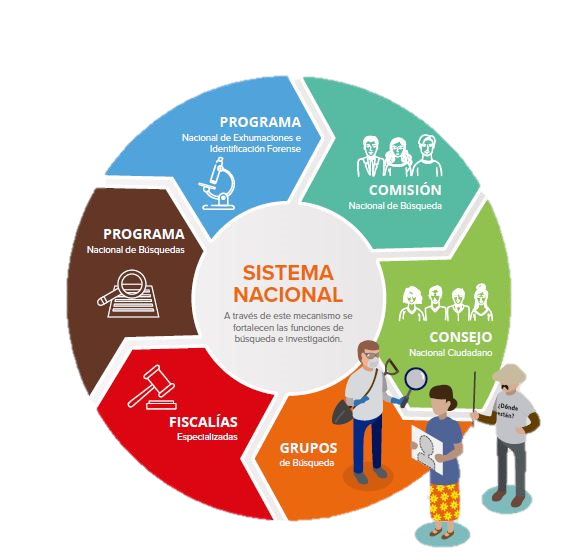 PROGRAMA
Nacional de Exhumaciones e
Identificación Forense
COMISIÓN
Nacional de Búsqueda
PROGRAMA
Nacional de Búsquedas
SISTEMA
NACIONAL
A través de este mecanismo se
fortalecen las funciones de
búsqueda e investigación.
CONSEJO
Nacional Ciudadano
FISCALÍAS
Especializadas
GRUPOS
de Búsqueda
¿Dónde
están?